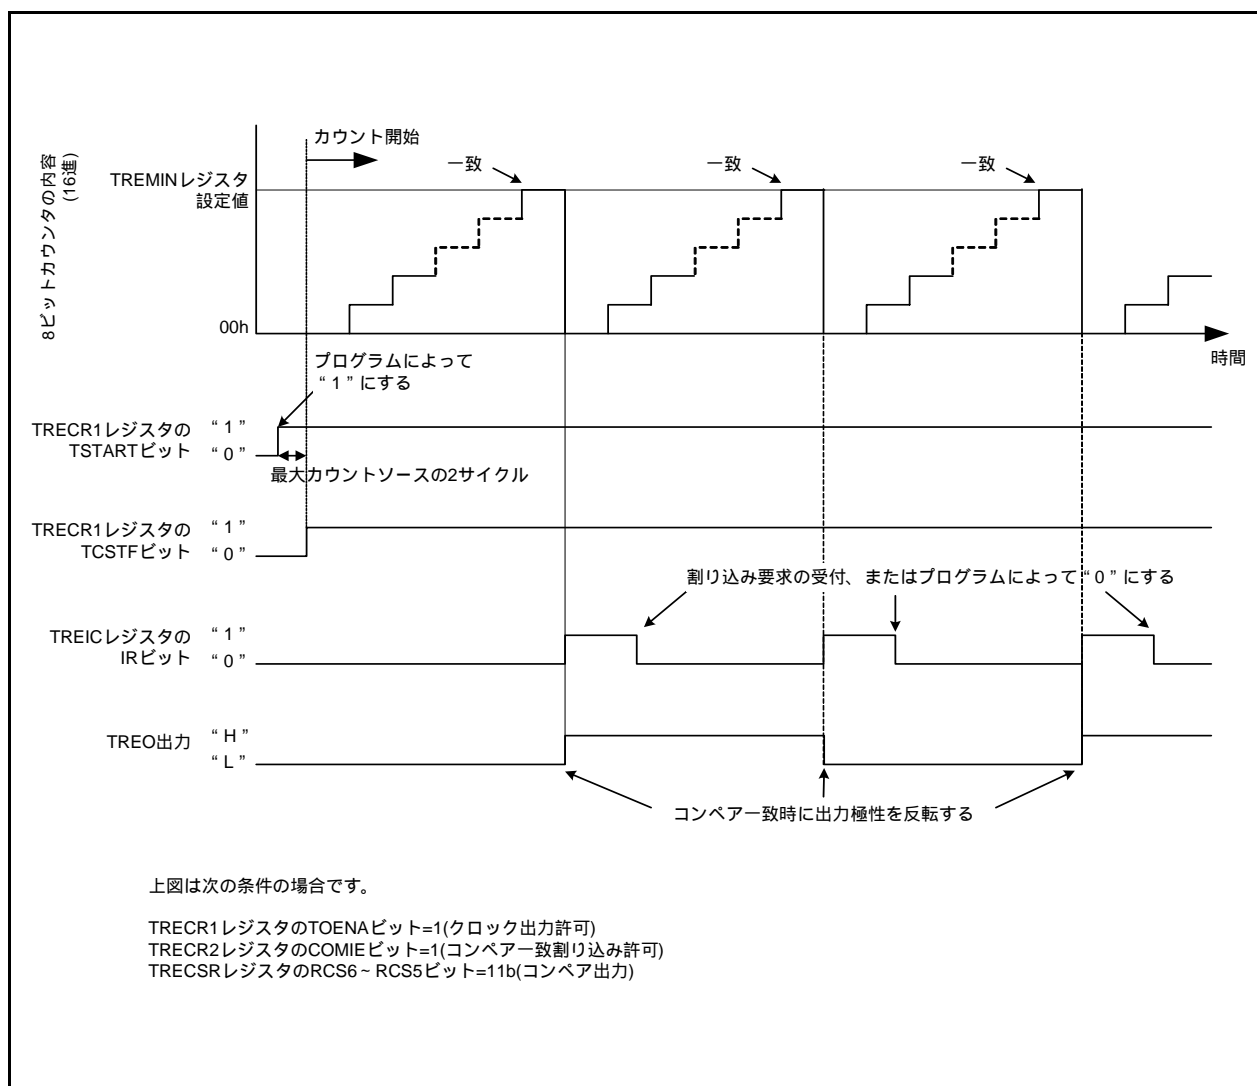 カウント開始
8ビットカウンタの内容
(16進)
一致
一致
一致
TREMINレジスタ
設定値
00h
時間
プログラムによって
“ 1 ” にする
TRECR1レジスタの
TSTARTビット
“ 1 ”
“ 0 ”
最大カウントソースの2サイクル
TRECR1レジスタの
TCSTFビット
“ 1 ”
“ 0 ”
割り込み要求の受付、またはプログラムによって“ 0 ” にする
TREICレジスタの
IRビット
“ 1 ”
“ 0 ”
TREO出力
“ H ”
“ L ”
コンペア一致時に出力極性を反転する
上図は次の条件の場合です。
TRECR1レジスタのTOENAビット=1(クロック出力許可)
TRECR2レジスタのCOMIEビット=1(コンペア一致割り込み許可)
TRECSRレジスタのRCS6~RCS5ビット=11b(コンペア出力)